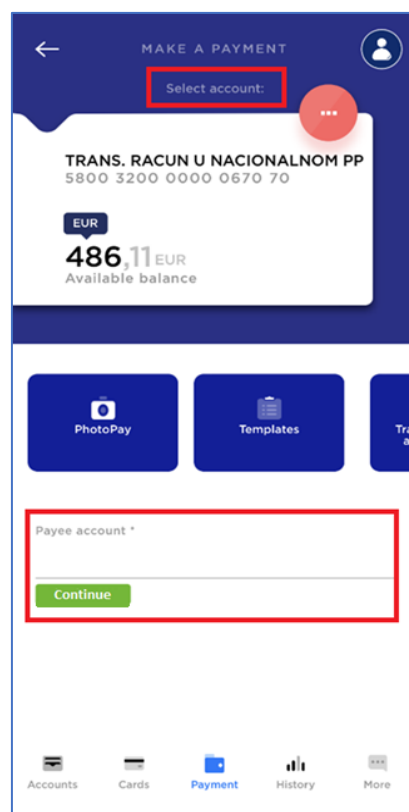 MAKE A PAYMENT
Select account:
TRANS. RACUN U NACIONALNOM PP
5800 3200 0000 0670 70
EUR
486,11 EUR
Available balance
PhotoPay
Templates
Payee account *
Continue
Accounts
Cards
Payment
History
More